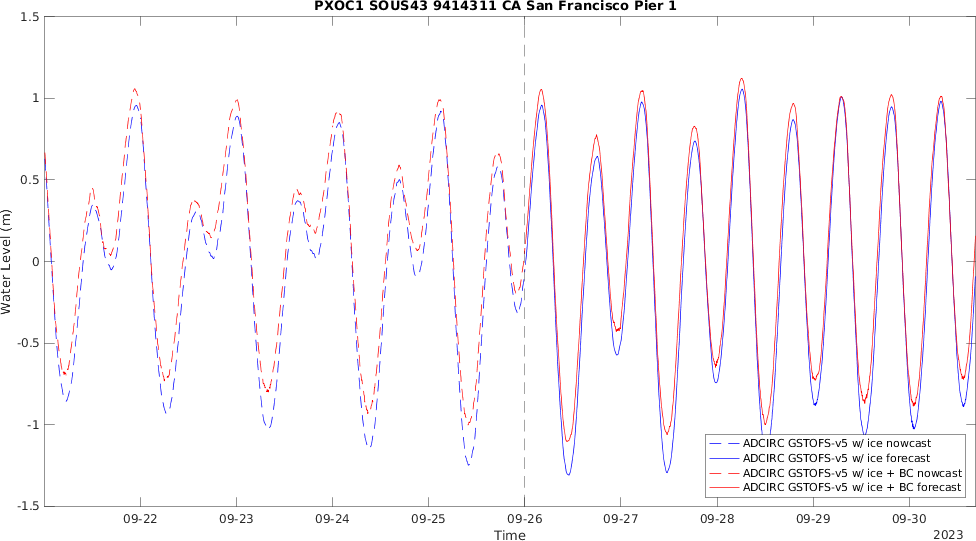 PXOC1 SOUS43 9414311 CA San Francisco Pier 1
1.5
1
0.5
0
-0.5
-1
-1.5
Water Level (m)
09-22 09-23 09-24 09-25 09-26 09-27 09-28 09-29 09-30
Time
2023
ADCIRC GSTOFS-v5 w/ ice nowcast
ADCIRC GSTOFS-v5 w/ ice forecast
ADCIRC GSTOFS-v5 w/ ice + BC nowcast
ADCIRC GSTOFS-v5 w/ ice + BC forecast